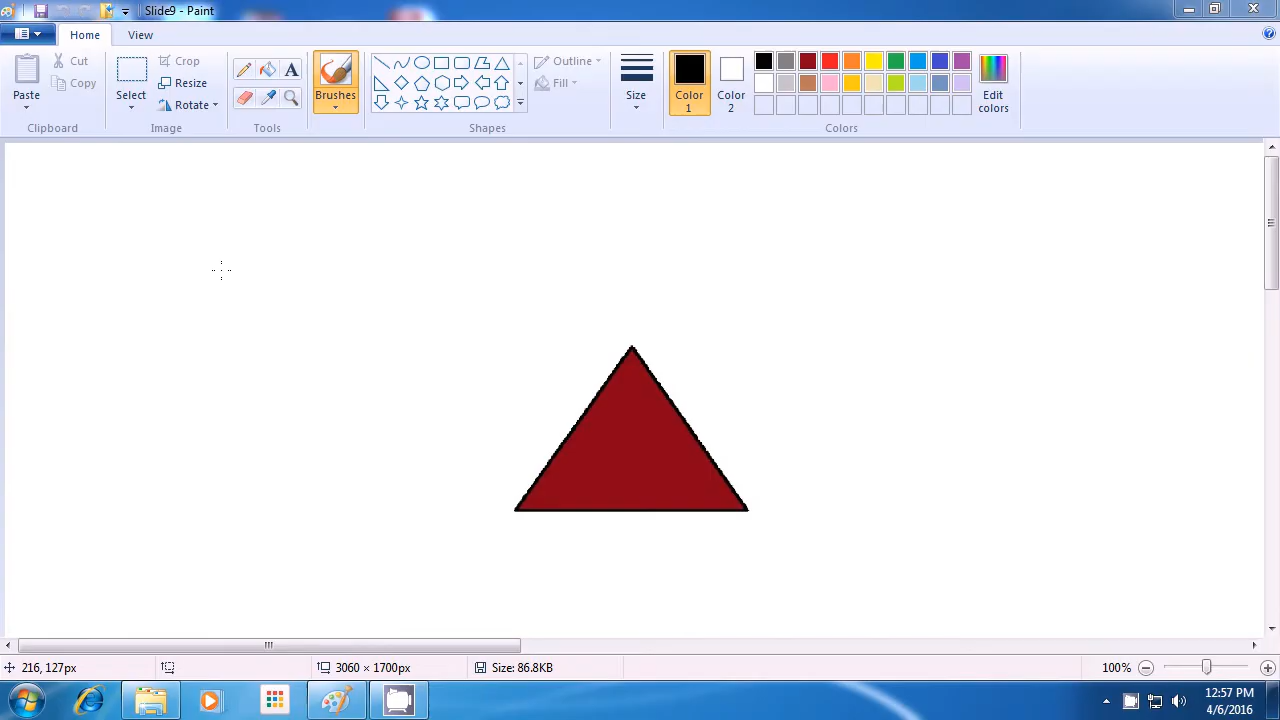 Slide9 - Paint
Home View
Paste
Cut
Copy
Clipboard
Select
Crop
Resize
Rotate
Image
A
Tools
Brushes
Shapes
Outline
Fill
Size
Color 1
Color 2
Edit colors
Colors
216, 127px
3060 × 1700px
Size: 86.8KB
100%
12:57 PM
4/6/2016